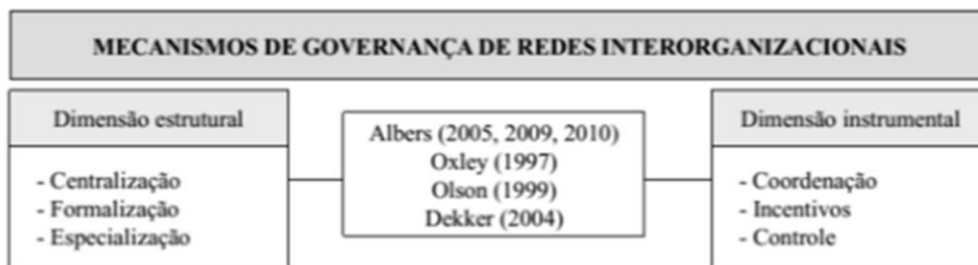 MECANISMOS DE GOVERNANÇA DE REDES INTERORGANIZACIONAIS
Dimensão estrutural
- Centralização
- Formalização
- Especialização
Albers (2005, 2009, 2010)
Oxley (1997)
Olson (1999)
Dekker (2004)
Dimensão instrumental
- Coordenação
- Incentivos
- Controle